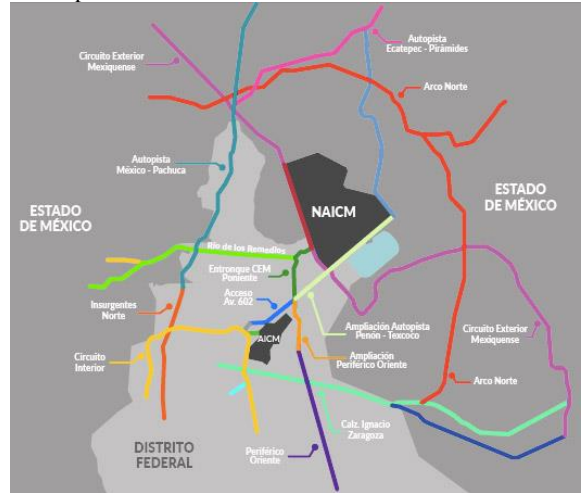 Circuito Exterior
Mexiquense
Autopista
Ecatepec - Pirámides
Arco Norte
Autopista
México - Pachuca
ESTADO
DE MÉXICO
NAICM
ESTADO
DE MÉXICO
Río de los Remedios
Entronque CEM
Poniente
Acceso
Av. 602
Insurgentes
Norte
AICM
Ampliación Autopista
Peñón - Texcoco
Circuito Exterior
Mexiquense
Circuito
Interior
Ampliación
Periférico Oriente
Arco Norte
Calz. Ignacio
Zaragoza
DISTRITO
FEDERAL
Periférico
Oriente